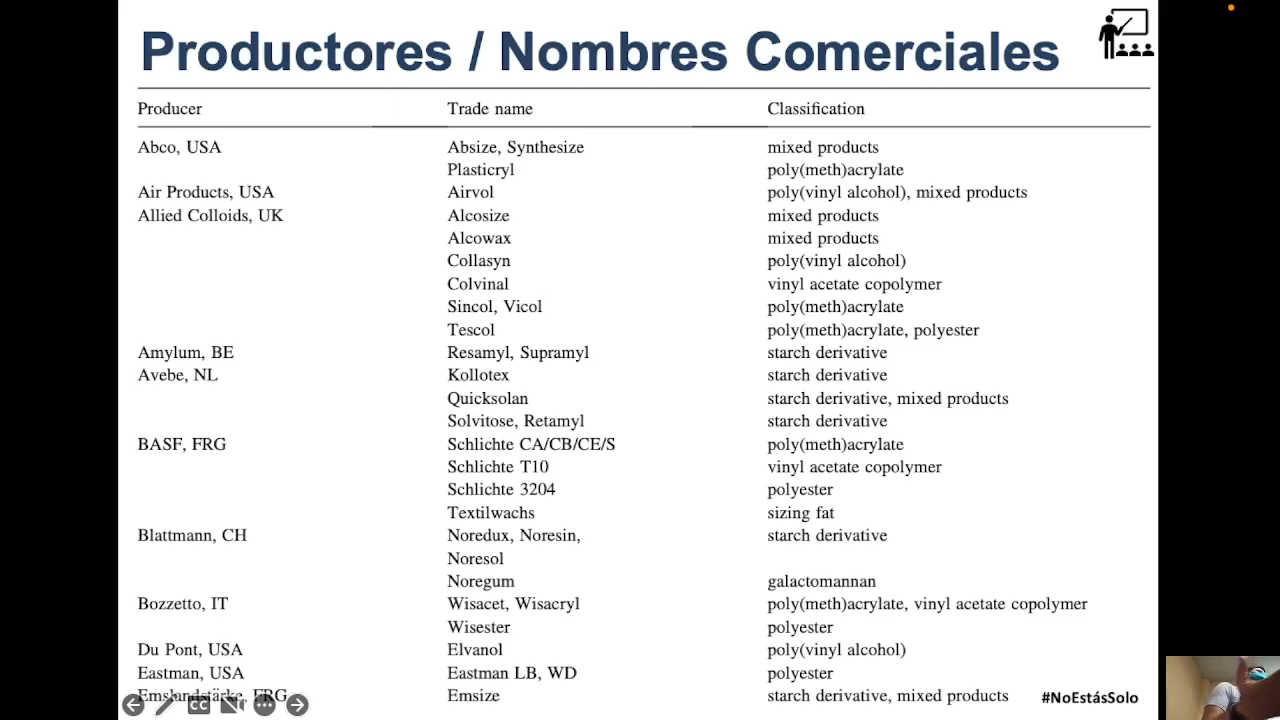 Productores / Nombres Comerciales
Producer Trade name Classification
Abco, USA Absize, Synthesize mixed products
Plasticryl poly(meth)acrylate
Air Products, USA Airvol poly(vinyl alcohol), mixed products
Allied Colloids, UK Alcosize mixed products
Alcowax mixed products
Collasyn poly(vinyl alcohol)
Colvinal vinyl acetate copolymer
Sincol, Vicol poly(meth)acrylate
Tescol poly(meth)acrylate, polyester
Amylum, BE Resamyl, Supramyl starch derivative
Avebe, NL Kollotex starch derivative
Quicksolan starch derivative, mixed products
Solvitose, Retamyl starch derivative
BASF, FRG Schlichte CA/CB/CE/S poly(meth)acrylate
Schlichte T10 vinyl acetate copolymer
Schlichte 3204 polyester
Textilwachs sizing fat
Blattmann, CH Noredux, Noresin, starch derivative
Noresol
Noregum galactomannan
Bozzetto, IT Wisacet, Wisacryl poly(meth)acrylate, vinyl acetate copolymer
Wisester polyester
Du Pont, USA Elvanol poly(vinyl alcohol)
Eastman, USA Eastman LB, WD polyester
Emslandstärke, FRG Emsize starch derivative, mixed products
CC
#NoEstásSolo